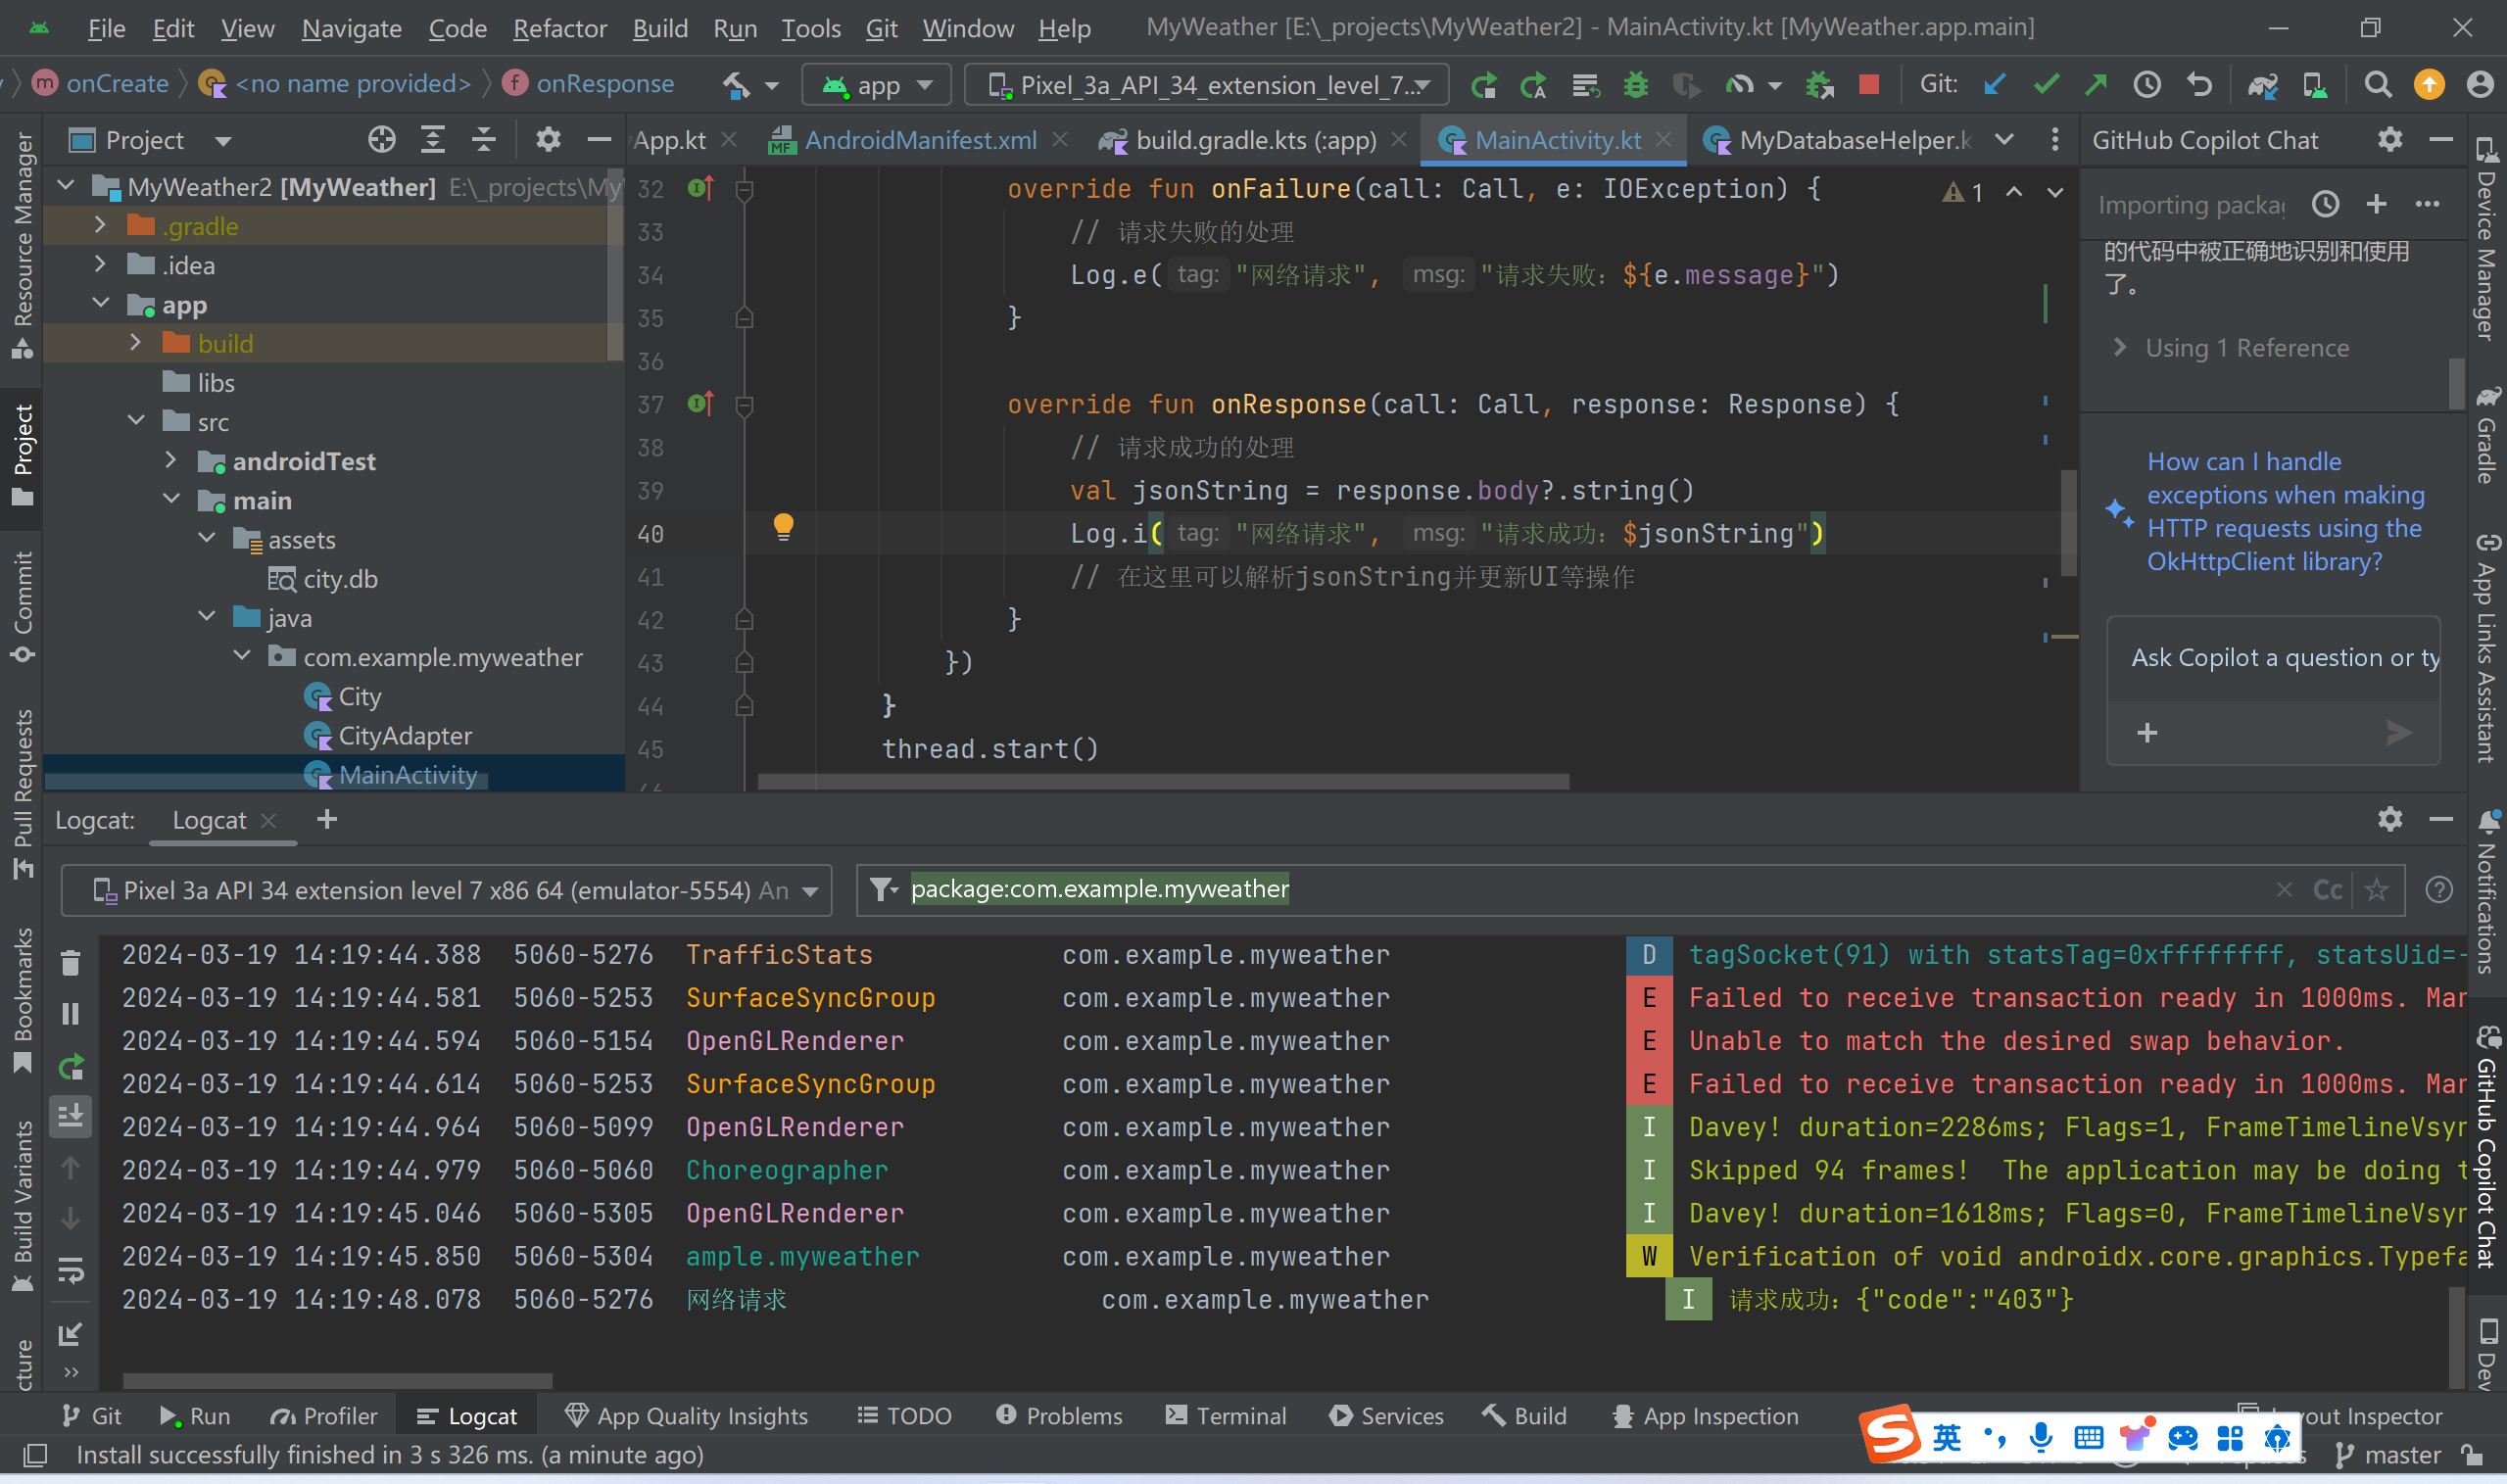 File Edit View Navigate Code Refactor Build Run Tools Git Window Help MyWeather [E:\_projects\MyWeather2] - MainActivity.kt [MyWeather.app.main]
onCreate <no name provided> onResponse app Pixel_3a_API_34_extension_level_7... Git:
Project
App.kt AndroidManifest.xml build.gradle.kts (:app) MainActivity.kt MyDatabaseHelper.k
GitHub Copilot Chat
Resource Manager
Project
Commit
Pull Requests
Bookmarks
Build Variants
cture
MyWeather2 [MyWeather] E:\_projects\My
.gradle
.idea
app
build
libs
src
androidTest
main
assets
city.db
java
com.example.myweather
City
CityAdapter
MainActivity
32 override fun onFailure(call: Call, e: IOException) { 1
33 // 请求失败的处理
34 Log.e( tag: "网络请求", msg: "请求失败: ${e.message}")
35 }
36
37 override fun onResponse(call: Call, response: Response) {
38 // 请求成功的处理
39 val jsonString = response.body?.string()
40 Log.i( tag: "网络请求", msg: "请求成功: $jsonString")
41 // 在这里可以解析jsonString并更新UI等操作
42 }
43 })
44 }
45 thread.start()
Importing packa
的代码中被正确地识别和使用
了。
Using 1 Reference
How can I handle
exceptions when making
HTTP requests using the
OkHttpClient library?
Ask Copilot a question or ty
Device Manager
Gradle
App Links Assistant
Notifications
GitHub Copilot Chat
Dev
Logcat: Logcat
Pixel 3a API 34 extension level 7 x86 64 (emulator-5554) An package:com.example.myweather Cc
2024-03-19 14:19:44.388 5060-5276 TrafficStats com.example.myweather D tagSocket(91) with statsTag=0xffffffff, statsUid=-
2024-03-19 14:19:44.581 5060-5253 SurfaceSyncGroup com.example.myweather E Failed to receive transaction ready in 1000ms. Mar
2024-03-19 14:19:44.594 5060-5154 OpenGLRenderer com.example.myweather E Unable to match the desired swap behavior.
2024-03-19 14:19:44.614 5060-5253 SurfaceSyncGroup com.example.myweather E Failed to receive transaction ready in 1000ms. Mar
2024-03-19 14:19:44.964 5060-5099 OpenGLRenderer com.example.myweather I Davey! duration=2286ms; Flags=1, FrameTimelineVsyn
2024-03-19 14:19:44.979 5060-5060 Choreographer com.example.myweather I Skipped 94 frames! The application may be doing t
2024-03-19 14:19:45.046 5060-5305 OpenGLRenderer com.example.myweather I Davey! duration=1618ms; Flags=0, FrameTimelineVsyn
2024-03-19 14:19:45.850 5060-5304 ample.myweather com.example.myweather W Verification of void androidx.core.graphics.Typefa
2024-03-19 14:19:48.078 5060-5276 网络请求 com.example.myweather I 请求成功: {"code":"403"}
Git Run Profiler Logcat App Quality Insights TODO Problems Terminal Services Build App Inspection out Inspector
英
Install successfully finished in 3 s 326 ms. (a minute ago) master